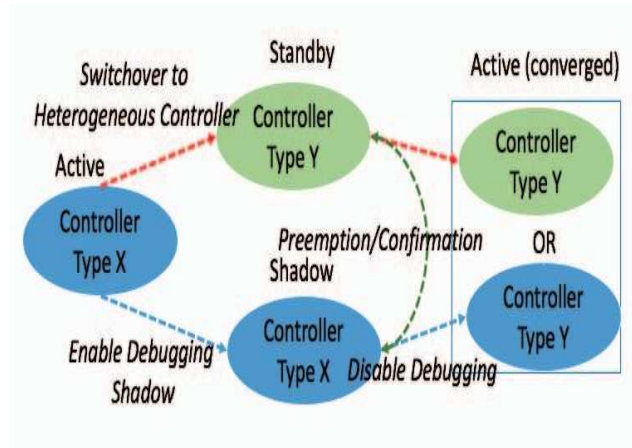 Standby
Active (converged)
Switchover to
Heterogeneous Controller
Controller
Type Y
Controller
Type Y
Active
Controller
Type X
Preemption/Confirmation
OR
Shadow
Controller
Type Y
Controller
Type X
Enable Debugging
Shadow
Disable Debugging